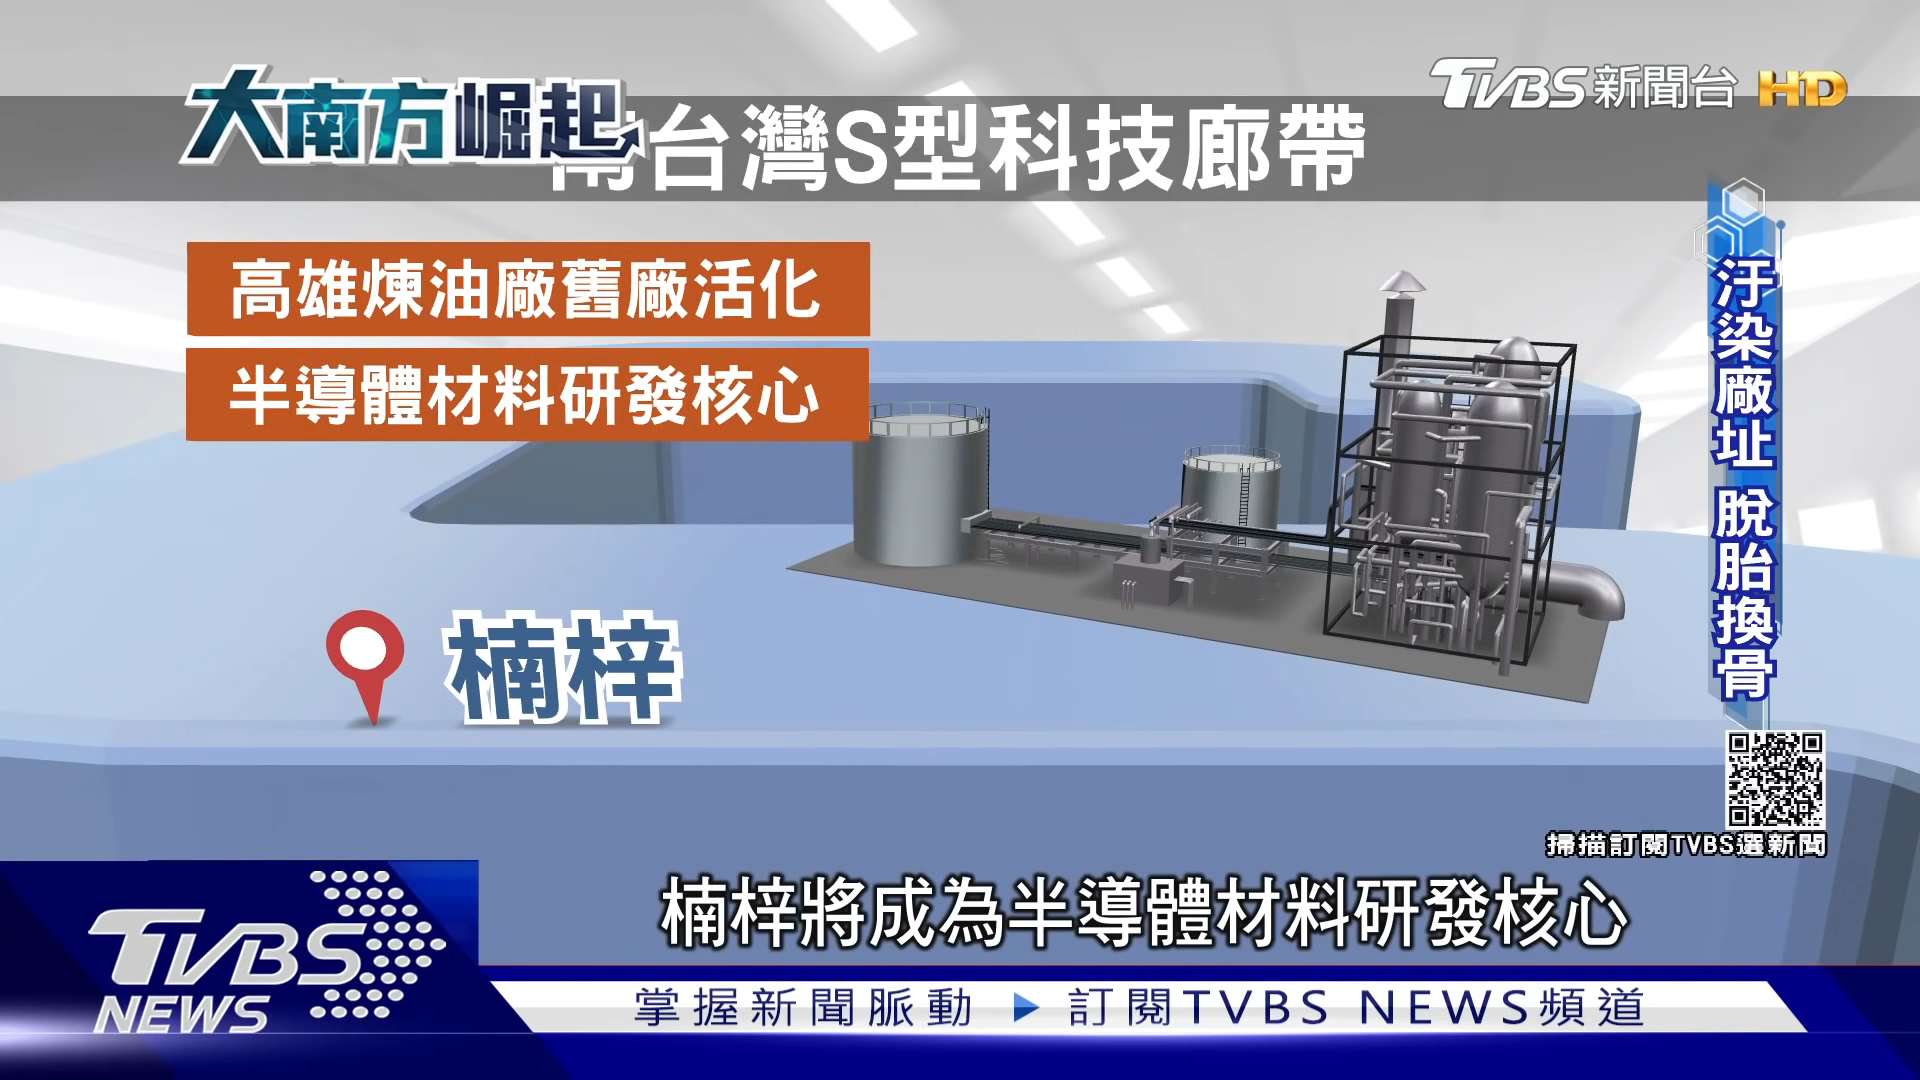 大南方崛起
南台灣S型科技廊帶
TVBS新聞台 HD
高雄煉油廠舊廠活化
半導體材料研發核心
汙染廠址 脫胎換骨
楠梓
掃描訂閱TVBS選新聞
楠梓將成為半導體材料研發核心
TVBS
NEWS
掌握新聞脈動 ▶ 訂閱TVBS NEWS頻道